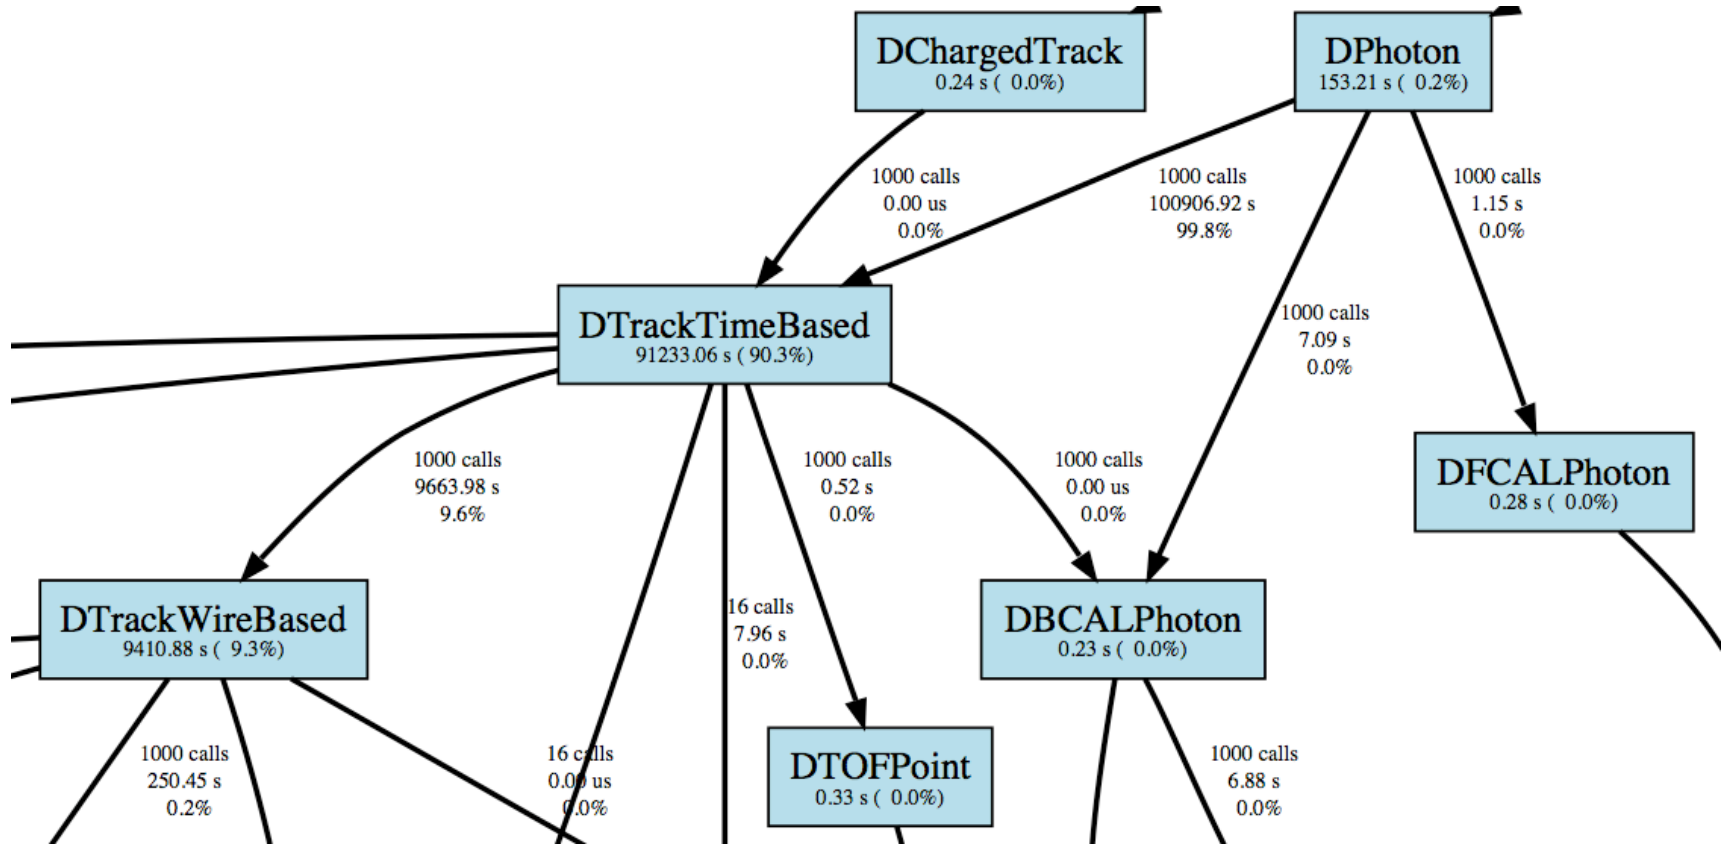 DChargedTrack
0.24 s (  0.0%)
DPhoton
153.21 s (  0.2%)
1000 calls
0.00 us
0.0%
1000 calls
100906.92 s
99.8%
1000 calls
1.15 s
0.0%
DTrackTimeBased
91233.06 s ( 90.3%)
1000 calls
7.09 s
0.0%
1000 calls
9663.98 s
9.6%
1000 calls
0.52 s
0.0%
1000 calls
0.00 us
0.0%
DFCALPhoton
0.28 s (  0.0%)
DTrackWireBased
9410.88 s (  9.3%)
16 calls
7.96 s
0.0%
DBCALPhoton
0.23 s (  0.0%)
1000 calls
250.45 s
0.2%
16 calls
0.00 us
0.0%
DTOFPoint
0.33 s (  0.0%)
1000 calls
6.88 s
0.0%